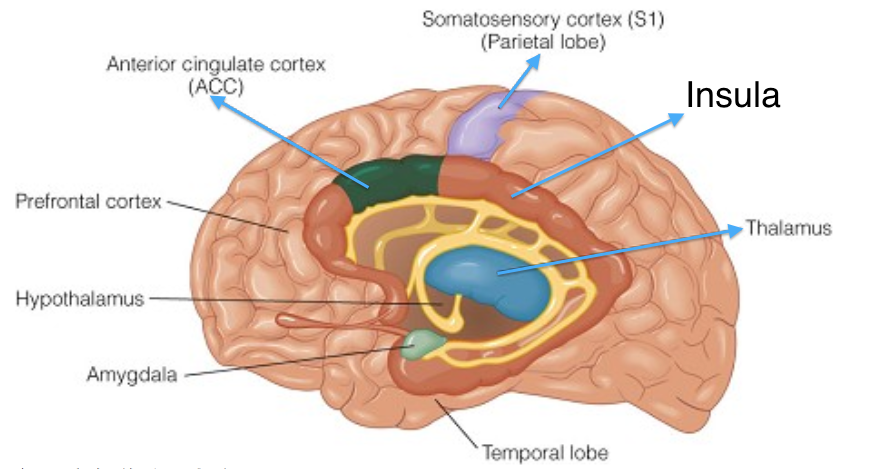 Somatosensory cortex (S1)
(Parietal lobe)
Anterior cingulate cortex
(ACC)
Insula
Prefrontal cortex
Thalamus
Hypothalamus
Amygdala
Temporal lobe